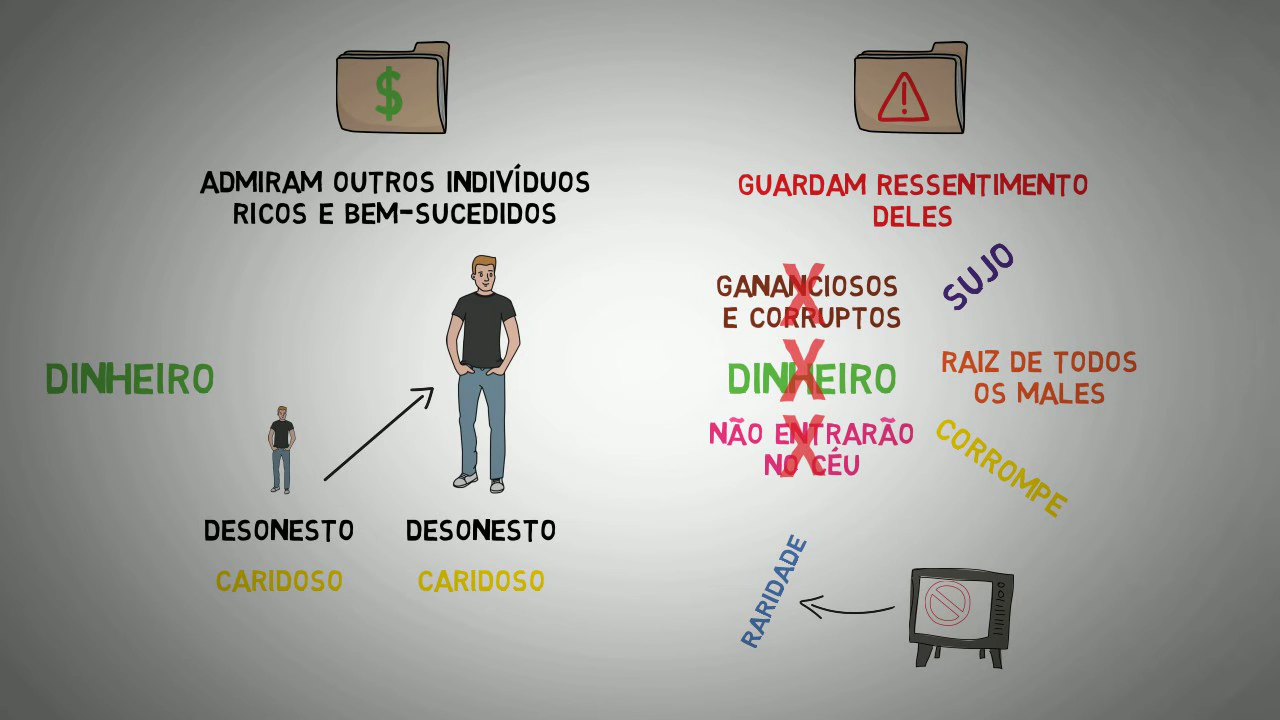 $
ADMIRAM OUTROS INDIVÍDUOS
RICOS E BEM-SUCEDIDOS
DINHEIRO
DESONESTO
DESONESTO
CARIDOSO
CARIDOSO
!
GUARDAM RESSENTIMENTO
DELES
SUJO
GANANCIOSOS
E CORRUPTOS
DINHEIRO
RAIZ DE TODOS
OS MALES
NÃO ENTRARÃO
NO CÉU
CORROMPE
RARIDADE